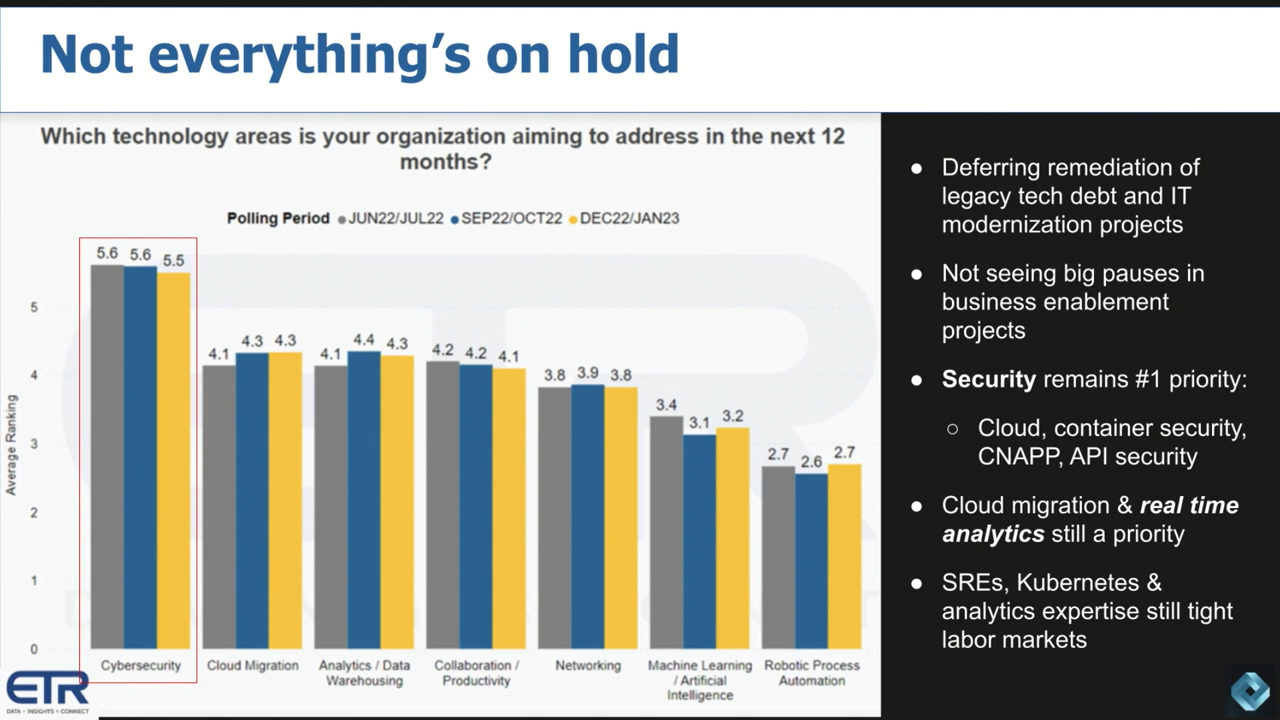 Not everything’s on hold
Which technology areas is your organization aiming to address in the next 12
months?
Polling Period JUN22/JUL22 SEP22/OCT22 DEC22/JAN23
Average Ranking
5
4
3
2
1
0
5.6 5.6 5.5
4.1 4.3 4.3
4.1 4.4 4.3
4.2 4.2 4.1
3.8 3.9 3.8
3.4 3.1 3.2
2.7 2.6 2.7
Cybersecurity
Cloud Migration
Analytics / Data
Warehousing
Collaboration /
Productivity
Networking
Machine Learning
/ Artificial
Intelligence
Robotic Process
Automation
ETR
DATA • INSIGHTS • CONNECT
● Deferring remediation of
legacy tech debt and IT
modernization projects
● Not seeing big pauses in
business enablement
projects
● Security remains #1 priority:
○ Cloud, container security,
CNAPP, API security
● Cloud migration & real time
analytics still a priority
● SREs, Kubernetes &
analytics expertise still tight
labor markets